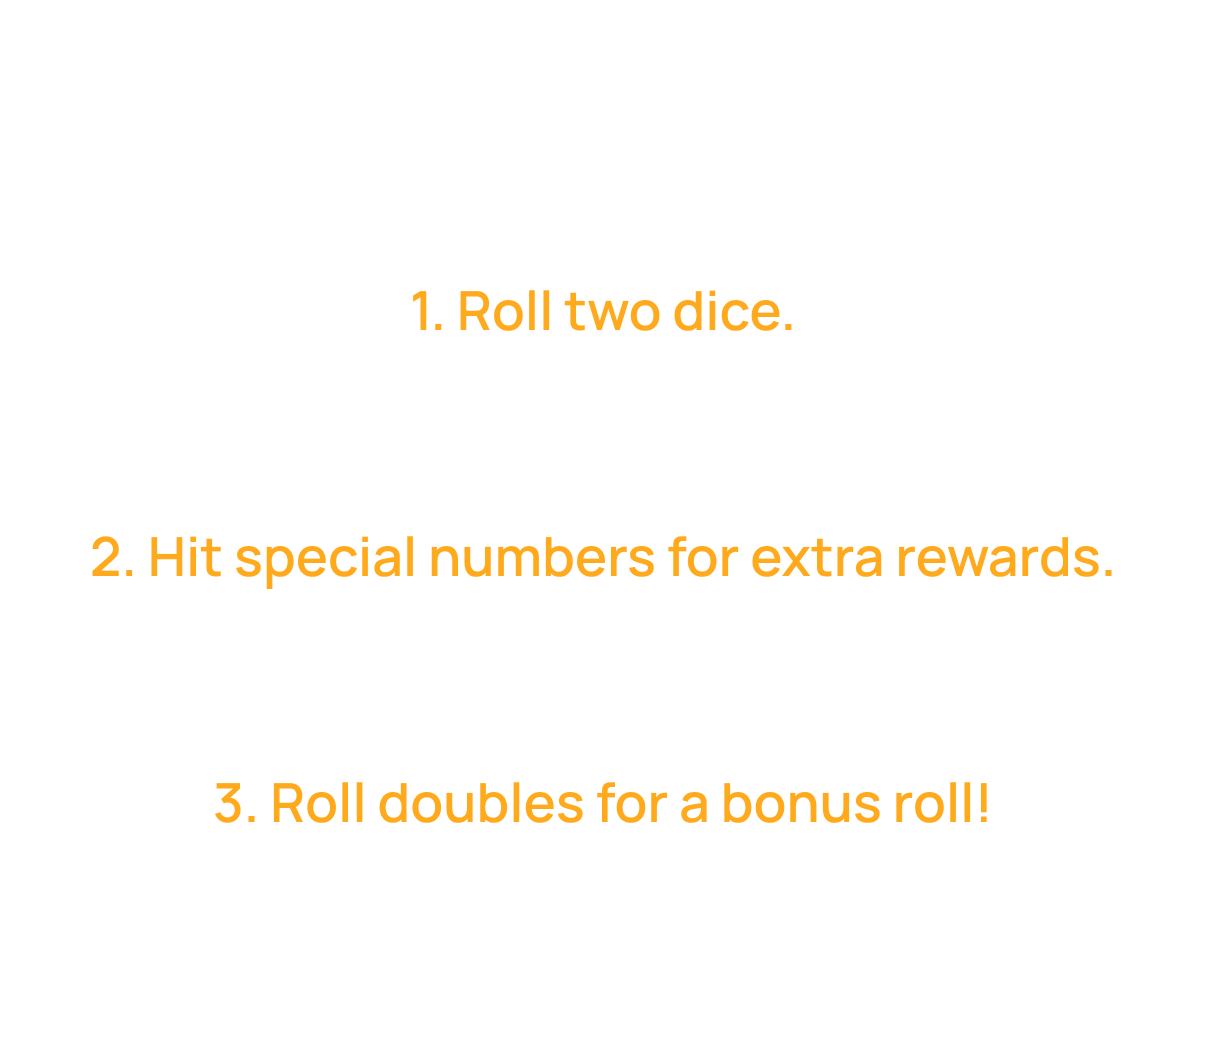 1. Roll two dice.
2. Hit special numbers for extra rewards.
3. Roll doubles for a bonus roll!